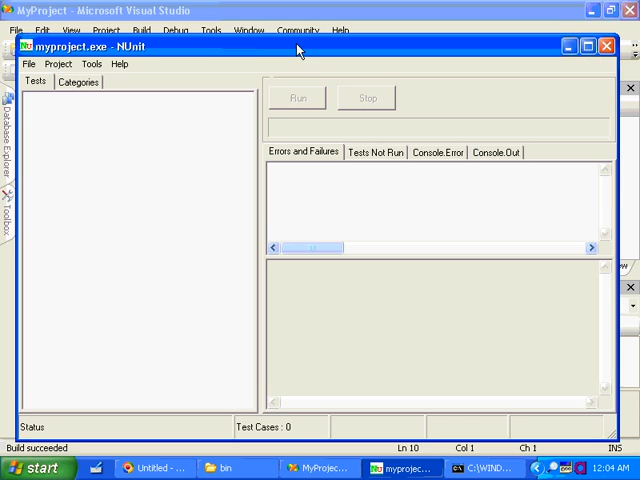 MyProject - Microsoft Visual Studio
File Edit View Project Build Debug Data Tools Window Community Help
myproject.exe - NUnit
File Project Tools Help
Tests Categories
Run Stop
Errors and Failures Tests Not Run Console.Error Console.Out
Database Explorer
Toolbox
Status Test Cases : 0
Build succeeded Ln 10 Col 1 Ch 1 INS
start Untitled - ... bin MyProjec... myprojec... C:\WIND... 12:04 AM